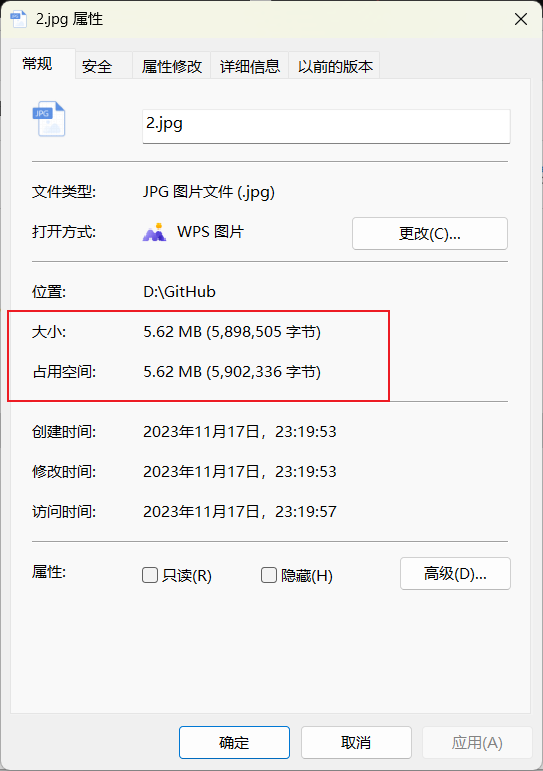 2.jpg 属性
常规 安全 属性修改 详细信息 以前的版本
JPG
2.jpg
文件类型: JPG 图片文件 (.jpg)
打开方式: WPS 图片 更改(C)...
位置: D:\GitHub
大小: 5.62 MB (5,898,505 字节)
占用空间: 5.62 MB (5,902,336 字节)
创建时间: 2023年11月17日，23:19:53
修改时间: 2023年11月17日，23:19:53
访问时间: 2023年11月17日，23:19:57
属性: 只读(R) 隐藏(H) 高级(D)...
确定 取消 应用(A)